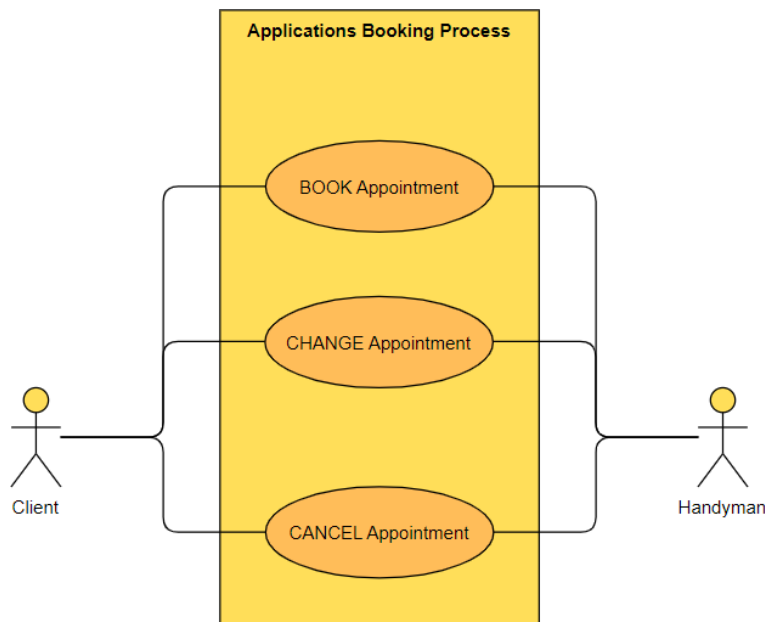 Applications Booking Process
BOOK Appointment
CHANGE Appointment
CANCEL Appointment
Client
Handyman